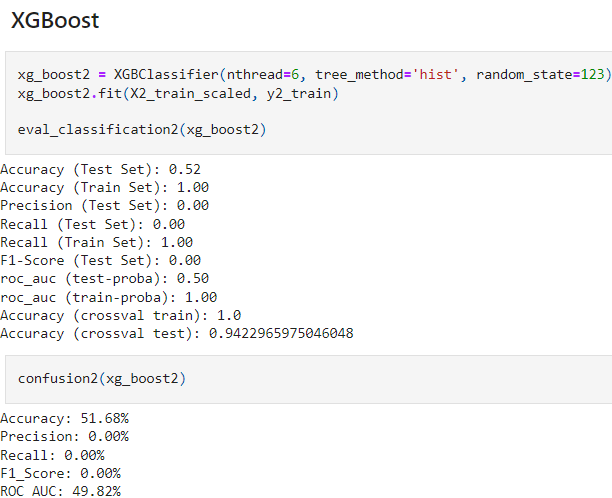 XGBoost
xg_boost2 = XGBClassifier(nthread=6, tree_method='hist', random_state=123)
xg_boost2.fit(X2_train_scaled, y2_train)
eval_classification2(xg_boost2)
Accuracy (Test Set): 0.52
Accuracy (Train Set): 1.00
Precision (Test Set): 0.00
Recall (Test Set): 0.00
Recall (Train Set): 1.00
F1-Score (Test Set): 0.00
roc_auc (test-proba): 0.50
roc_auc (train-proba): 1.00
Accuracy (crossval train): 1.0
Accuracy (crossval test): 0.9422965975046048
confusion2(xg_boost2)
Accuracy: 51.68%
Precision: 0.00%
Recall: 0.00%
F1_Score: 0.00%
ROC AUC: 49.82%